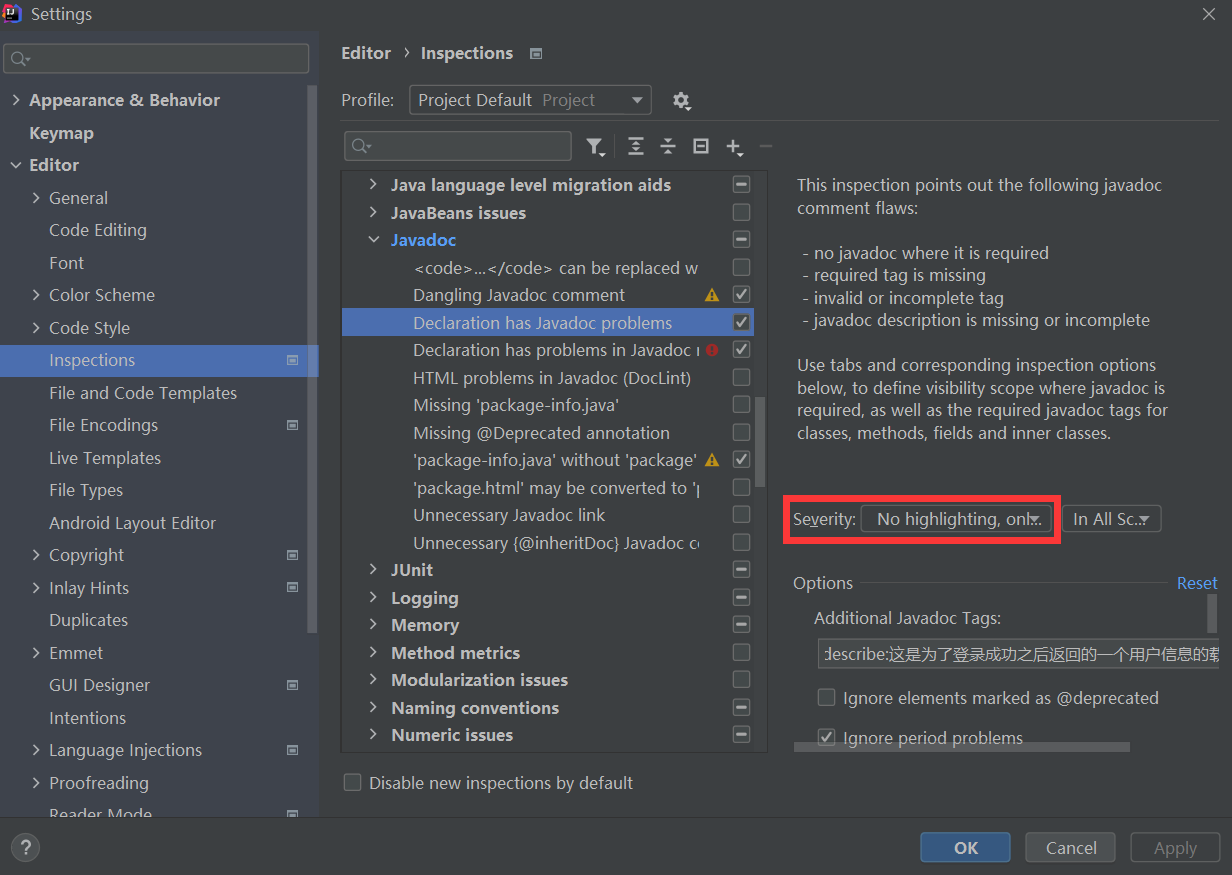 Settings
Appearance & Behavior
Keymap
Editor
General
Code Editing
Font
Color Scheme
Code Style
Inspections
File and Code Templates
File Encodings
Live Templates
File Types
Android Layout Editor
Copyright
Inlay Hints
Duplicates
Emmet
GUI Designer
Intentions
Language Injections
Proofreading
Reader Mode
Editor › Inspections
Profile: Project Default Project
Java language level migration aids
JavaBeans issues
Javadoc
<code>...</code> can be replaced w
Dangling Javadoc comment
Declaration has Javadoc problems
Declaration has problems in Javadoc r
HTML problems in Javadoc (DocLint)
Missing 'package-info.java'
Missing @Deprecated annotation
'package-info.java' without 'package'
'package.html' may be converted to 'p
Unnecessary Javadoc link
Unnecessary {@inheritDoc} Javadoc co
JUnit
Logging
Memory
Method metrics
Modularization issues
Naming conventions
Numeric issues
Disable new inspections by default
This inspection points out the following javadoc
comment flaws:
- no javadoc where it is required
- required tag is missing
- invalid or incomplete tag
- javadoc description is missing or incomplete
Use tabs and corresponding inspection options
below, to define visibility scope where javadoc is
required, as well as the required javadoc tags for
classes, methods, fields and inner classes.
Severity: No highlighting, onl... In All Sc...
Options Reset
Additional Javadoc Tags:
describe:这是为了登录成功之后返回的一个用户信息的载
Ignore elements marked as @deprecated
Ignore period problems
? OK Cancel Apply